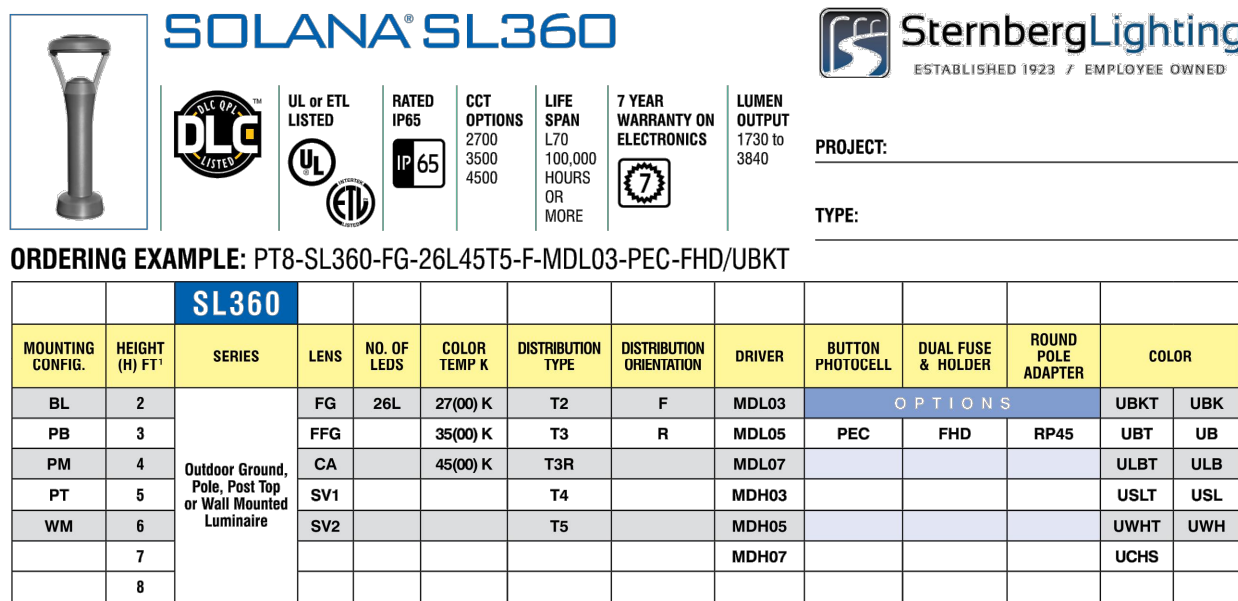 SOLANA® SL360
SternbergLighting
ESTABLISHED 1923 / EMPLOYEE OWNED
DLC QPL
DLC
LISTED
TM
UL or ETL
LISTED
UL
®
INTERTEK
ETL
LISTED
RATED
IP65
IP 65
CCT
OPTIONS
2700
3500
4500
LIFE
SPAN
L70
100,000
HOURS
OR
MORE
7 YEAR
WARRANTY ON
ELECTRONICS
7
LUMEN
OUTPUT
1730 to
3840
PROJECT:
TYPE:
ORDERING EXAMPLE: PT8-SL360-FG-26L45T5-F-MDL03-PEC-FHD/UBKT
SL360
MOUNTING CONFIG. HEIGHT (H) FT¹ SERIES LENS NO. OF LEDS COLOR TEMP K DISTRIBUTION TYPE DISTRIBUTION ORIENTATION DRIVER BUTTON PHOTOCELL DUAL FUSE & HOLDER ROUND POLE ADAPTER COLOR
BL 2 FG 26L 27(00) K T2 F MDL03 OPTIONS UBKT UBK
PB 3 FFG 35(00) K T3 R MDL05 PEC FHD RP45 UBT UB
PM 4 CA 45(00) K T3R MDL07 ULBT ULB
Outdoor Ground,
Pole, Post Top
or Wall Mounted
Luminaire
PT 5 SV1 T4 MDH03 USLT USL
WM 6 SV2 T5 MDH05 UWHT UWH
7 MDH07 UCHS
8